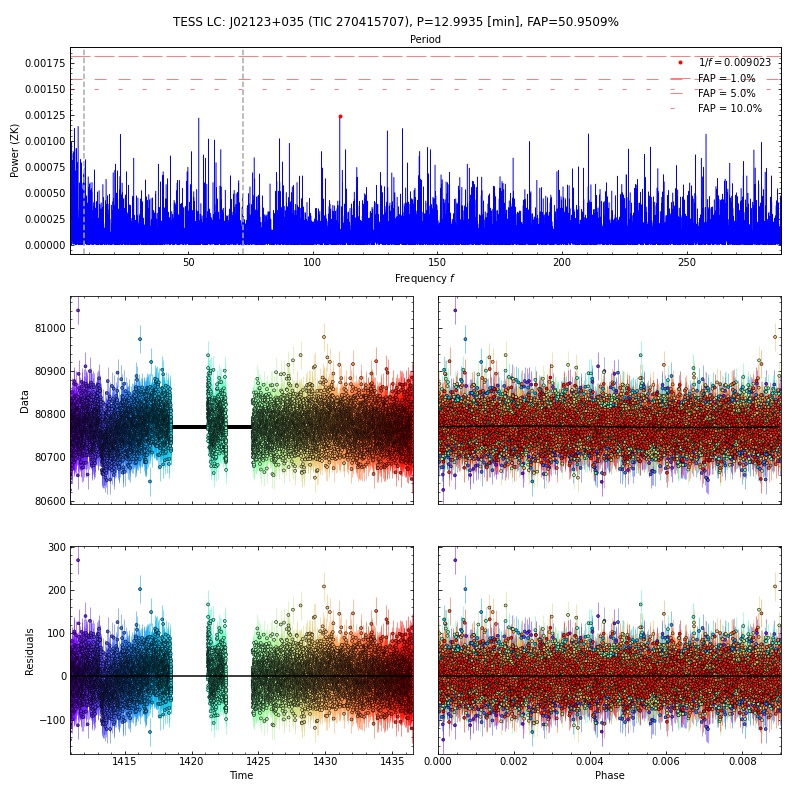 TESS LC: J02123+035 (TIC 270415707), P=12.9935 [min], FAP=50.9509%
Period
0.00175
0.00150
0.00125
0.00100
0.00075
0.00050
0.00025
0.00000
Power (ZK)
1/f = 0.009023
FAP = 1.0%
FAP = 5.0%
FAP = 10.0%
50 100 150 200 250
Frequency f
81000
80900
80800
80700
80600
Data
300
200
100
0
−100
Residuals
1415 1420 1425 1430 1435
Time
0.000 0.002 0.004 0.006 0.008
Phase